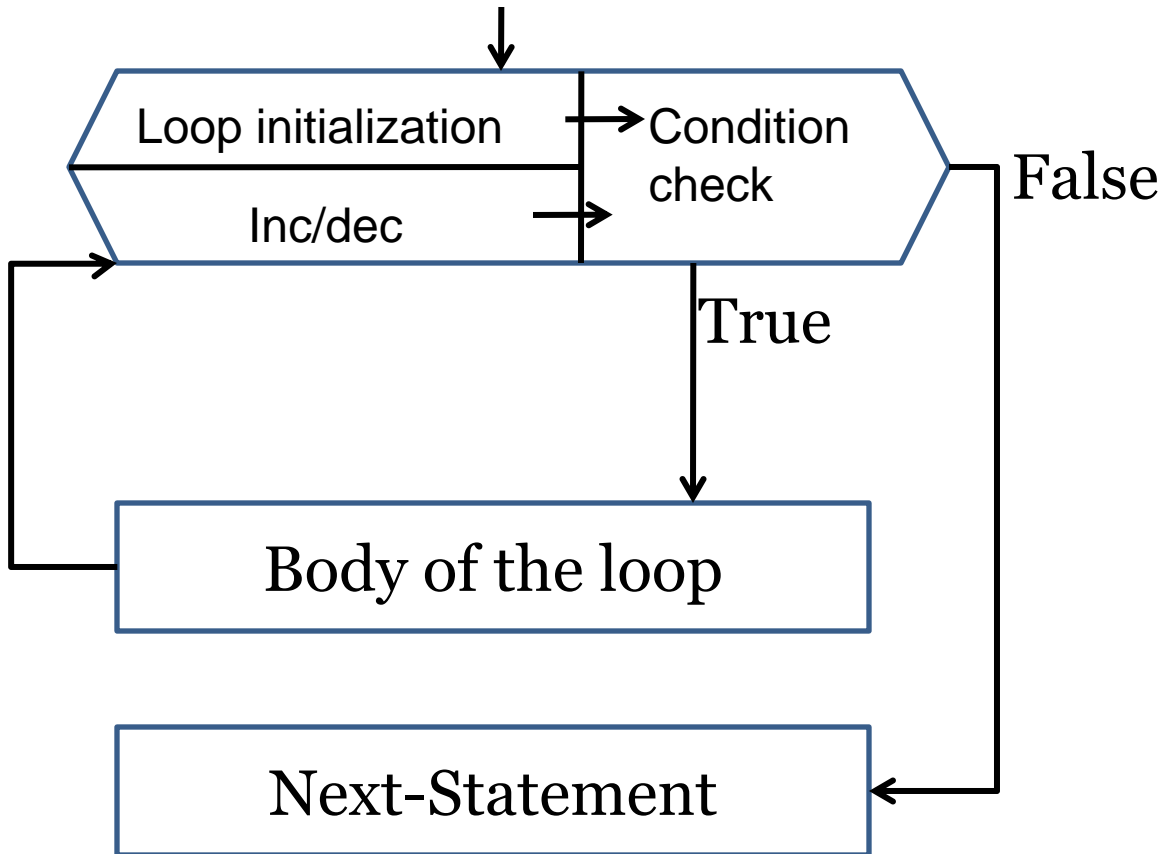 Loop initialization
Condition
check
False
Inc/dec
True
Body of the loop
Next-Statement